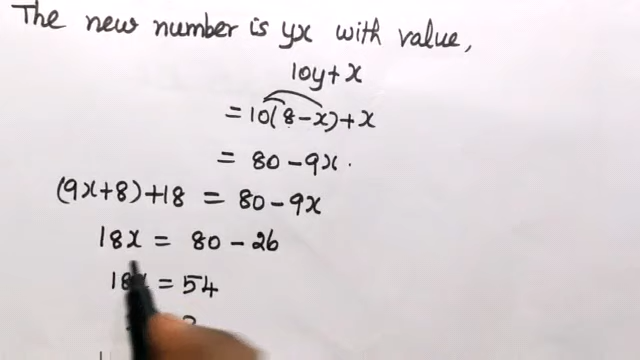 The new number is yx with value,
10y+x
= 10(8-x)+x
= 80-9x.
(9x+8)+18 = 80-9x
18x = 80-26
18x = 54